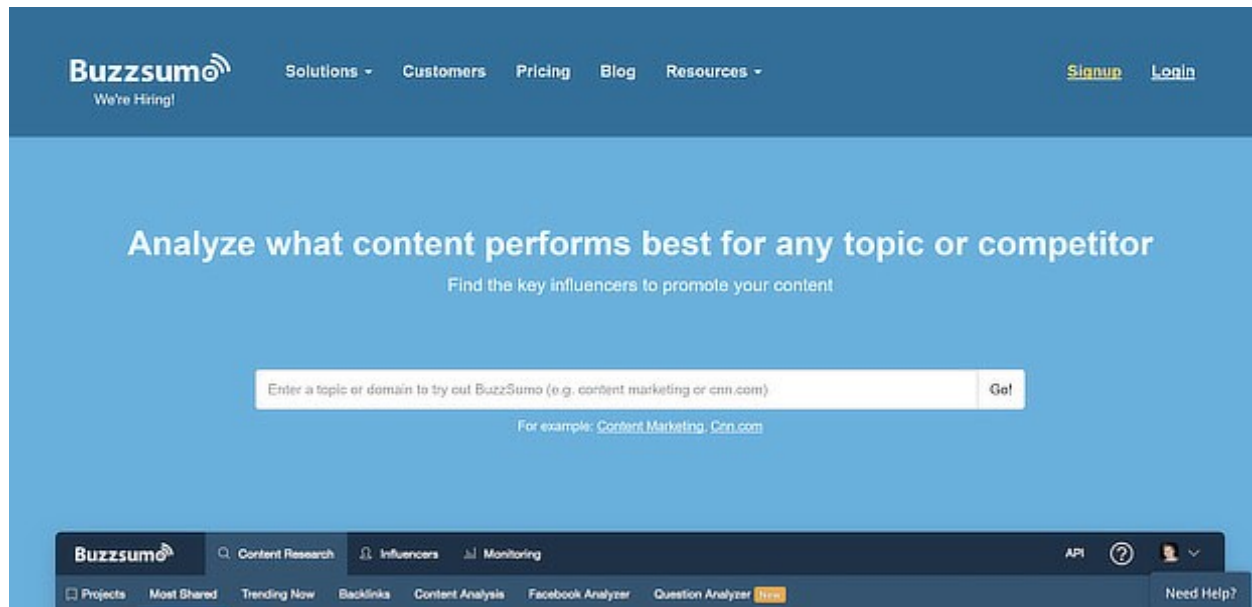 Buzzsumo
We're Hiring!
Solutions Customers Pricing Blog Resources
Signup Login
Analyze what content performs best for any topic or competitor
Find the key influencers to promote your content
Enter a topic or domain to try out BuzzSumo (e.g. content marketing or cnn.com) Go!
For example: Content Marketing, Cnn.com
Buzzsumo Content Research Influencers Monitoring API ?
Projects Most Shared Trending Now Backlinks Content Analysis Facebook Analyzer Question Analyzer New Need Help?